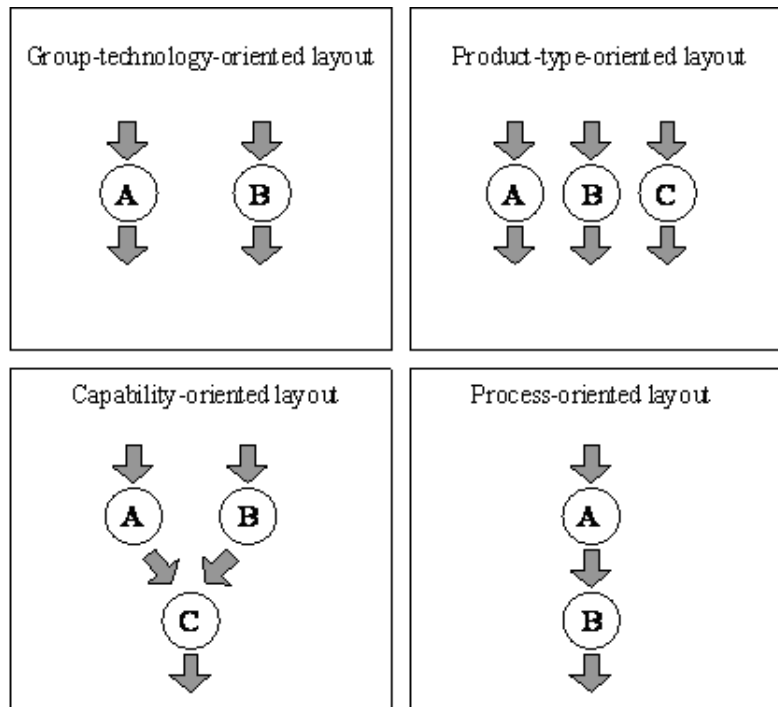 Group-technology-oriented layout
A B
Product-type-oriented layout
A B C
Capability-oriented layout
A B
C
Process-oriented layout
A
B